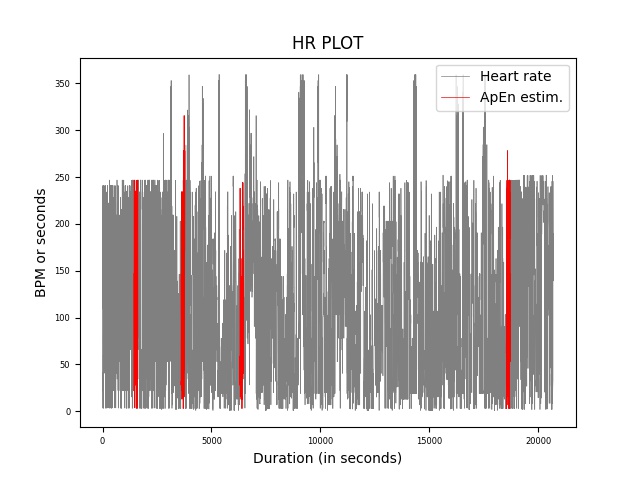 HR PLOT
Heart rate
ApEn estim.
BPM or seconds
350
300
250
200
150
100
50
0
0 5000 10000 15000 20000
Duration (in seconds)